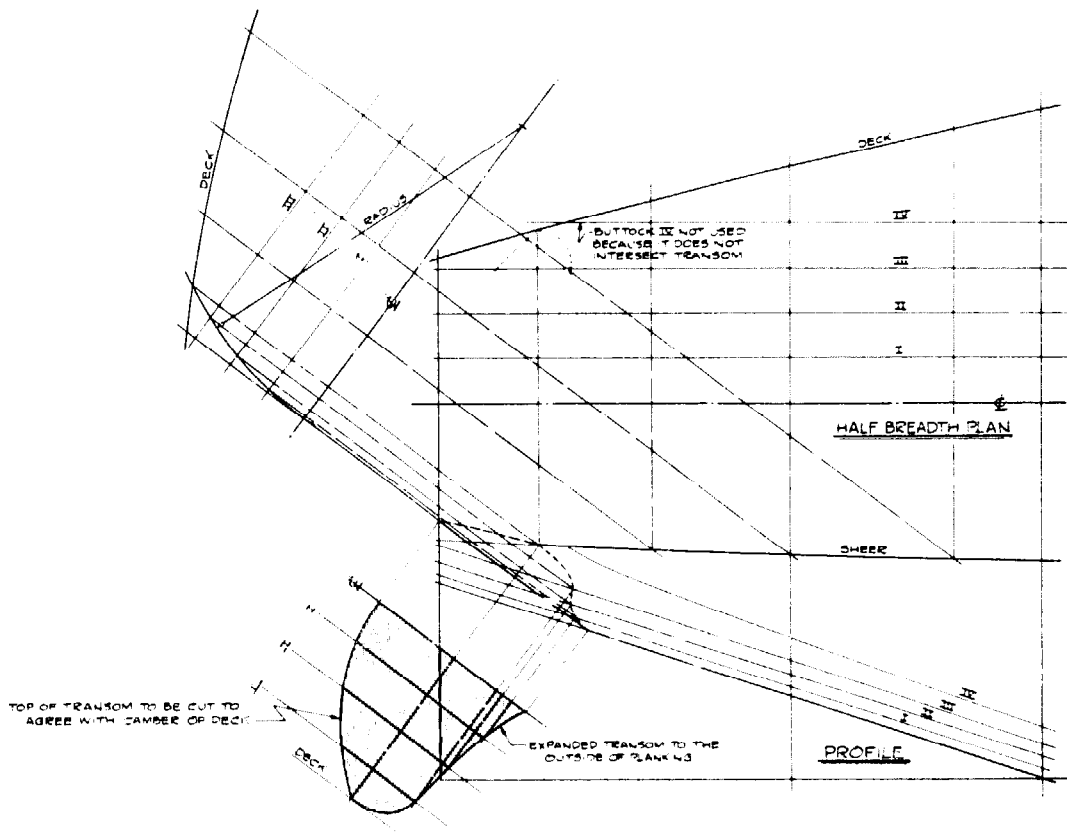 DECK
DECK
RADIUS
III
II
I
IV
BUTTOCK IV NOT USED
BECAUSE IT DOES NOT
INTERSECT TRANSOM
III
II
I
℄
HALF BREADTH PLAN
SHEER
IV
III
II
I
TOP OF TRANSOM TO BE CUT TO
AGREE WITH CAMBER OF DECK
DECK
EXPANDED TRANSOM TO THE
OUTSIDE OF PLANKING
PROFILE